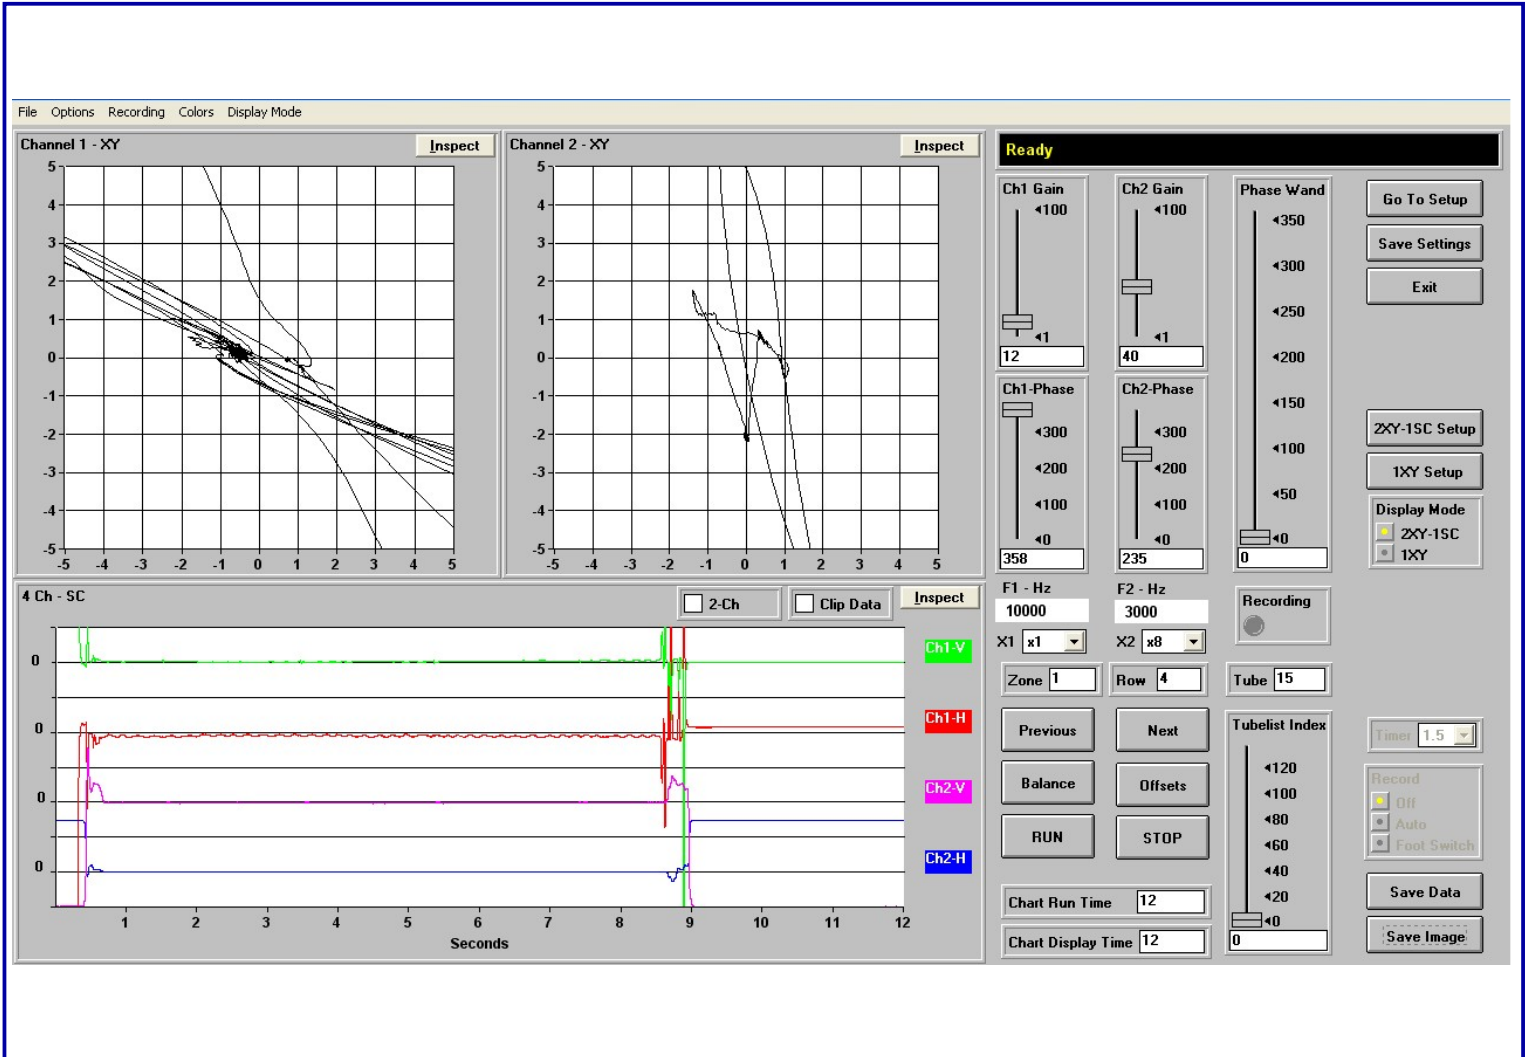 File Options Recording Colors Display Mode
Channel 1 - XY
Inspect
5
4
3
2
1
0
-1
-2
-3
-4
-5
-5 -4 -3 -2 -1 0 1 2 3 4 5
Channel 2 - XY
Inspect
5
4
3
2
1
0
-1
-2
-3
-4
-5
-5 -4 -3 -2 -1 0 1 2 3 4 5
4 Ch - SC
2-Ch
Clip Data
Inspect
0
0
0
0
Ch1-V
Ch1-H
Ch2-V
Ch2-H
1 2 3 4 5 6 7 8 9 10 11 12
Seconds
Ready
Ch1 Gain
100
1
12
Ch2 Gain
100
1
40
Phase Wand
350
300
250
200
150
100
50
0
0
Ch1-Phase
300
200
100
0
358
Ch2-Phase
300
200
100
0
235
Go To Setup
Save Settings
Exit
2XY-1SC Setup
1XY Setup
Display Mode
2XY-1SC
1XY
F1 - Hz
10000
F2 - Hz
3000
Recording
X1 x1
X2 x8
Zone 1
Row 4
Tube 15
Previous
Next
Balance
Offsets
RUN
STOP
Tubelist Index
120
100
80
60
40
20
0
0
Timer 1.5
Record
Off
Auto
Foot Switch
Chart Run Time 12
Chart Display Time 12
Save Data
Save Image